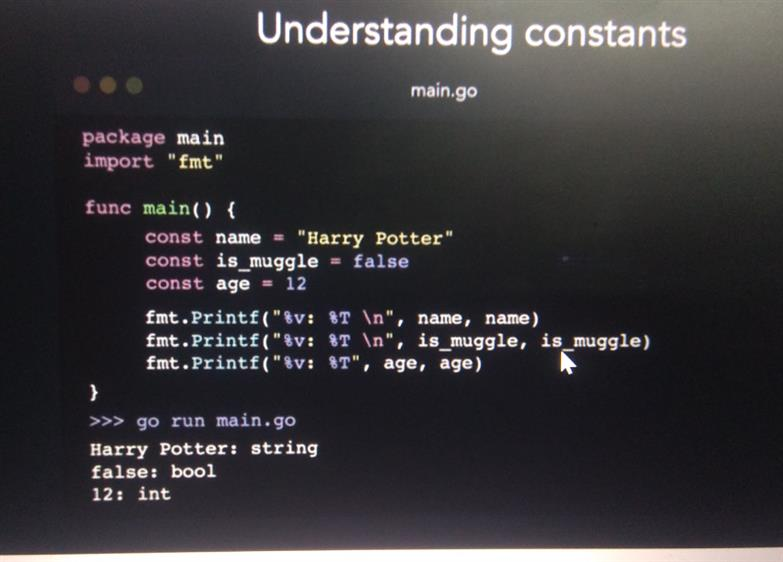 Understanding constants
main.go
package main
import "fmt"
func main() {
const name = "Harry Potter"
const is_muggle = false
const age = 12
fmt.Printf("%v: %T \n", name, name)
fmt.Printf("%v: %T \n", is_muggle, is_muggle)
fmt.Printf("%v: %T", age, age)
}
>>> go run main.go
Harry Potter: string
false: bool
12: int